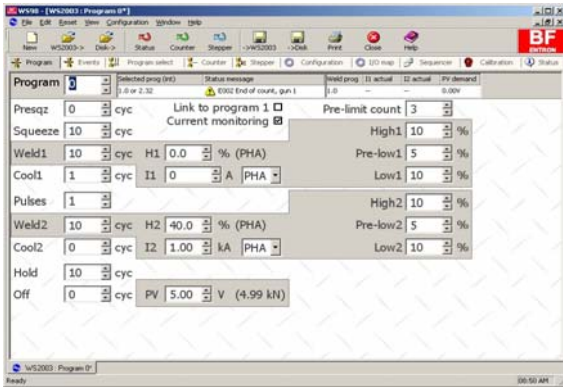 WS98 - [WS2003 : Program 0*]
File Edit Reset View Configuration Window Help
New WS2003-> Disk-> Status Counter Stepper ->WS2003 ->Disk Print Close Help
BF
ENTRON
Program Events Program select Counter Stepper Configuration I/O map Sequencer Calibration Status
Program 0 Selected prog (int) Status message Weld prog I1 actual I2 actual PV demand
1.0 or 2.32 E002 End of count, gun 1 1.0 -- -- 0.00V
Presqz 0 cyc Link to program 1 Pre-limit count 3
Current monitoring
Squeeze 10 cyc High1 10 %
Weld1 10 cyc H1 0.0 % (PHA) Pre-low1 5 %
Cool1 1 cyc I1 0 A PHA Low1 10 %
Pulses 1 High2 10 %
Weld2 10 cyc H2 40.0 % (PHA) Pre-low2 5 %
Cool2 0 cyc I2 1.00 kA PHA Low2 10 %
Hold 10 cyc
Off 0 cyc PV 5.00 V (4.99 kN)
WS2003 : Program 0*
Ready 08:50 AM